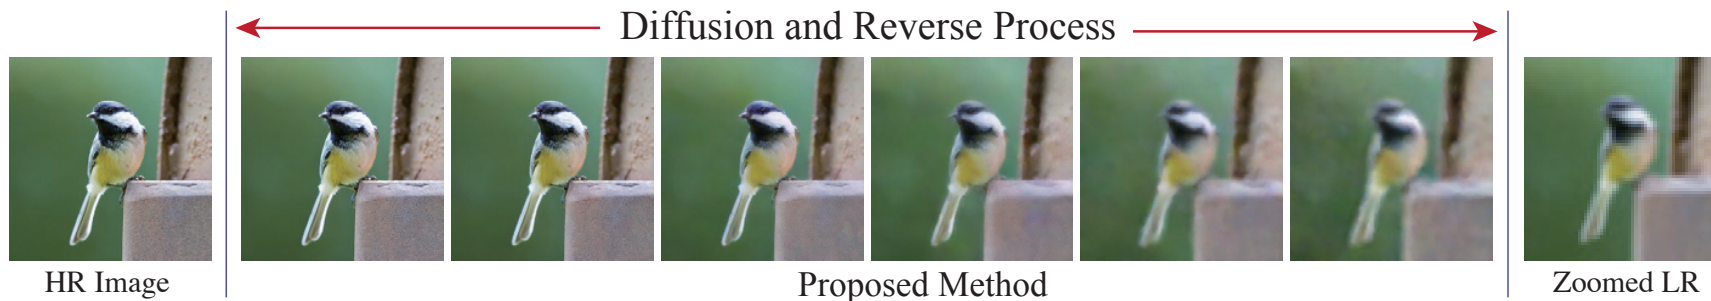 Diffusion and Reverse Process
HR Image
Proposed Method
Zoomed LR